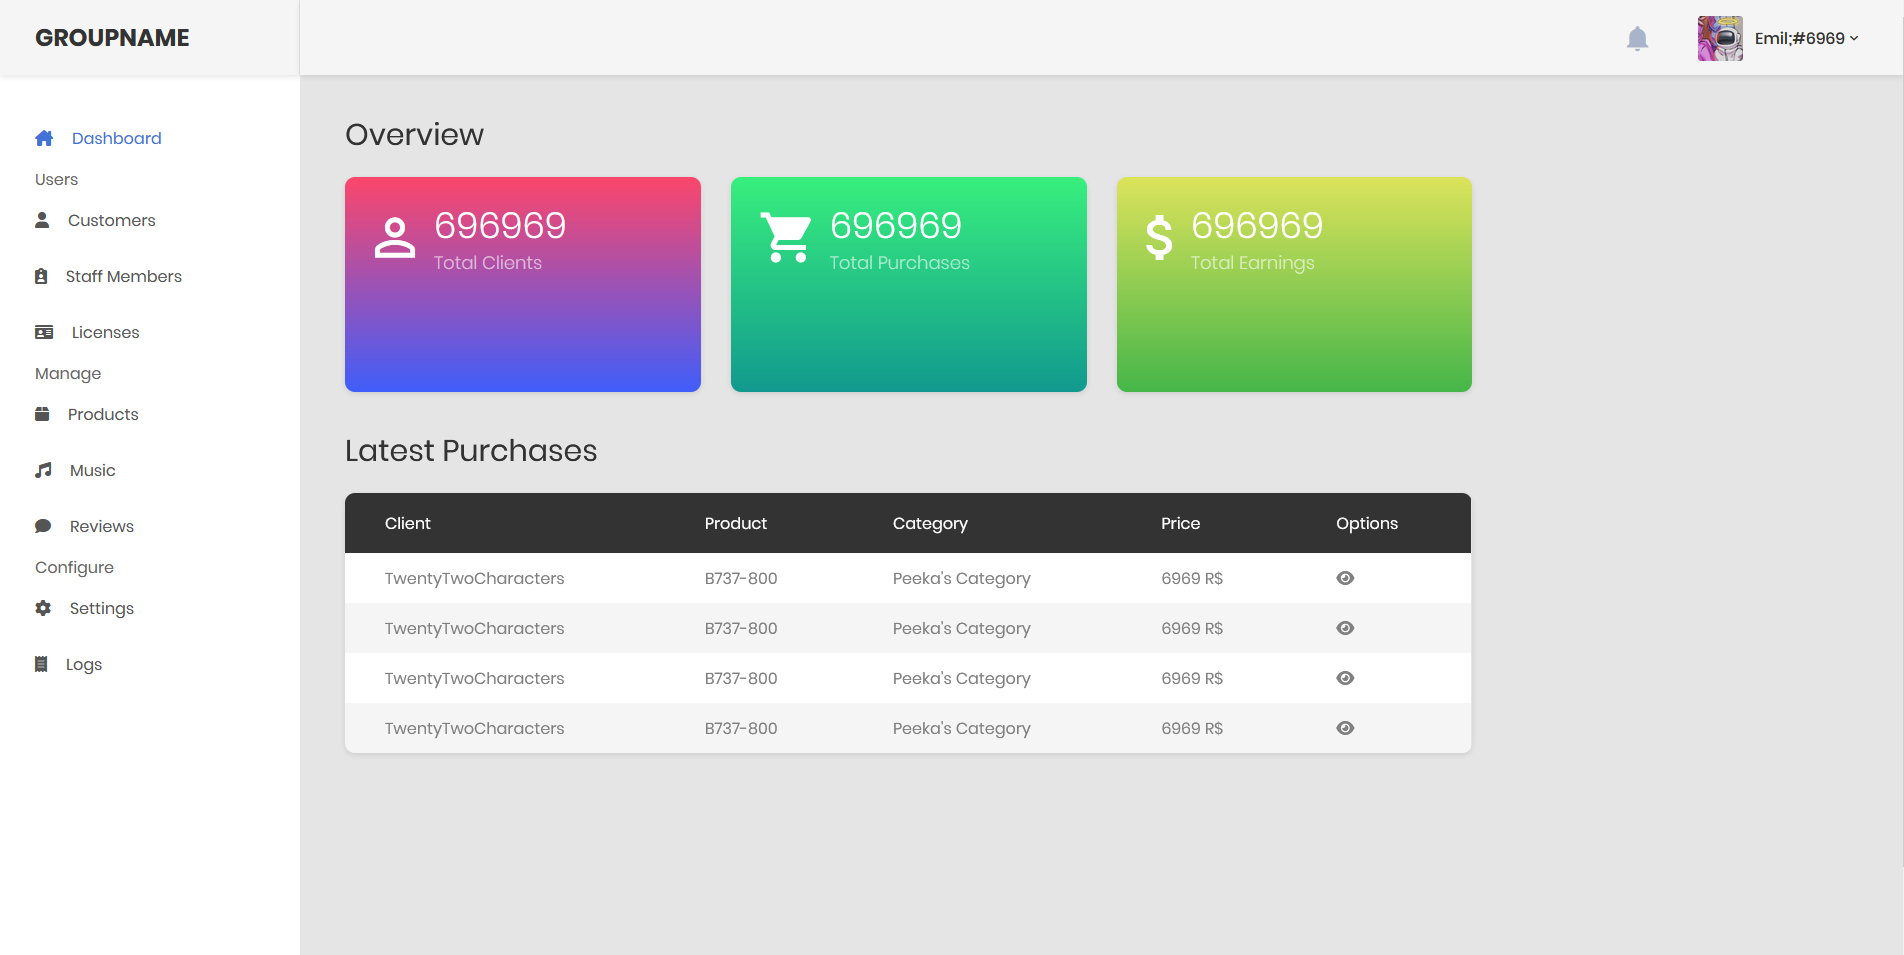 GROUPNAME
Emil;#6969
Dashboard
Users
Customers
Staff Members
Licenses
Manage
Products
Music
Reviews
Configure
Settings
Logs
Overview
696969
Total Clients
696969
Total Purchases
696969
Total Earnings
Latest Purchases
Client Product Category Price Options
TwentyTwoCharacters B737-800 Peeka's Category 6969 R$
TwentyTwoCharacters B737-800 Peeka's Category 6969 R$
TwentyTwoCharacters B737-800 Peeka's Category 6969 R$
TwentyTwoCharacters B737-800 Peeka's Category 6969 R$